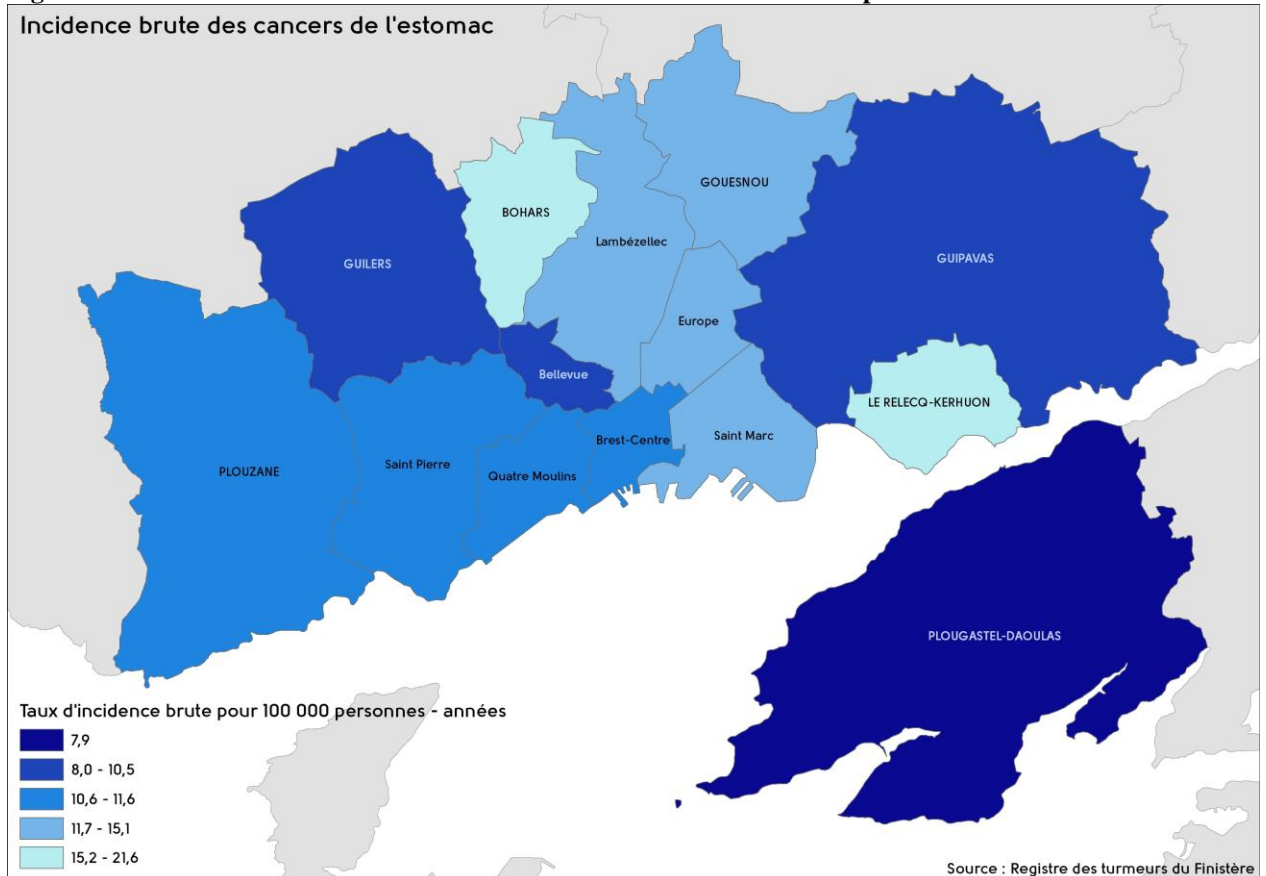 Incidence brute des cancers de l'estomac
GOUESNOU
BOHARS
Lambézellec
GUILERS
GUIPAVAS
Europe
Bellevue
LE RELECQ-KERHUON
Saint Marc
Brest-Centre
Saint Pierre
PLOUZANE
Quatre Moulins
PLOUGASTEL-DAOULAS
Taux d'incidence brute pour 100 000 personnes - années
7,9
8,0 - 10,5
10,6 - 11,6
11,7 - 15,1
15,2 - 21,6
Source : Registre des turmeurs du Finistère